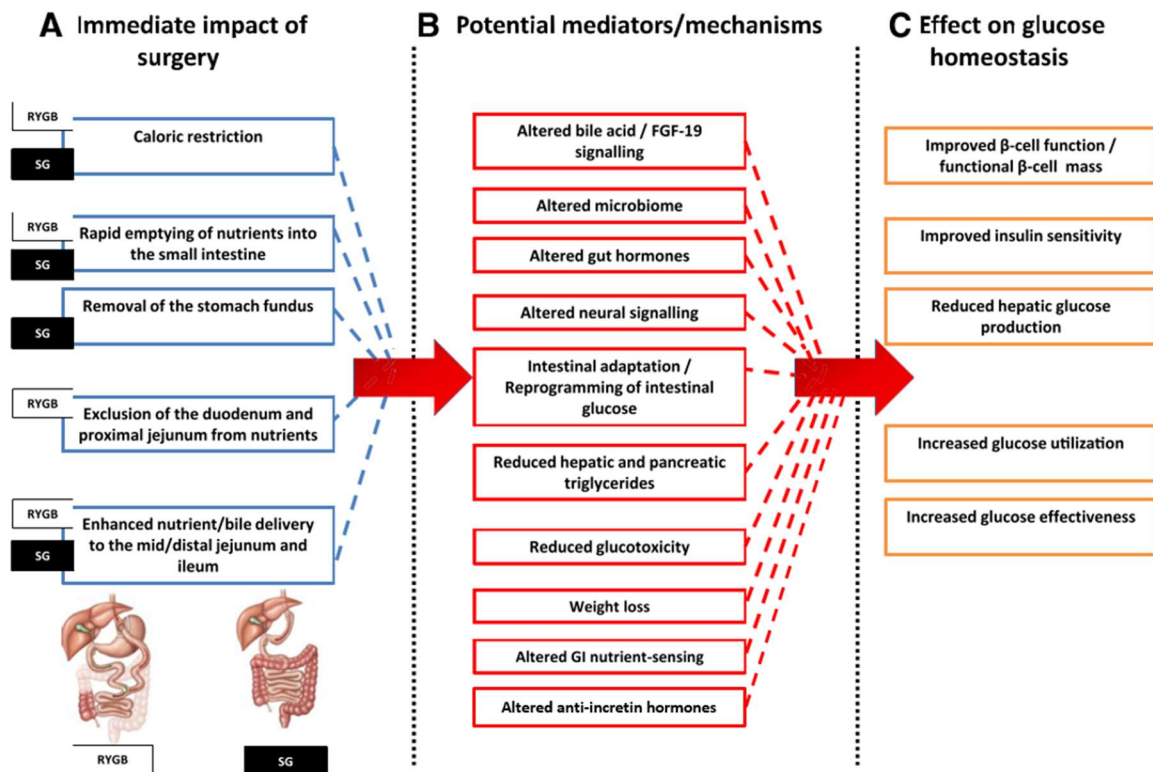 A Immediate impact of
surgery
RYGB
SG
Caloric restriction
RYGB
SG
Rapid emptying of nutrients into
the small intestine
SG
Removal of the stomach fundus
RYGB
Exclusion of the duodenum and
proximal jejunum from nutrients
RYGB
SG
Enhanced nutrient/bile delivery
to the mid/distal jejunum and
ileum
RYGB
SG
B Potential mediators/mechanisms
Altered bile acid / FGF-19
signalling
Altered microbiome
Altered gut hormones
Altered neural signalling
Intestinal adaptation /
Reprogramming of intestinal
glucose
Reduced hepatic and pancreatic
triglycerides
Reduced glucotoxicity
Weight loss
Altered GI nutrient-sensing
Altered anti-incretin hormones
C Effect on glucose
homeostasis
Improved β-cell function /
functional β-cell mass
Improved insulin sensitivity
Reduced hepatic glucose
production
Increased glucose utilization
Increased glucose effectiveness